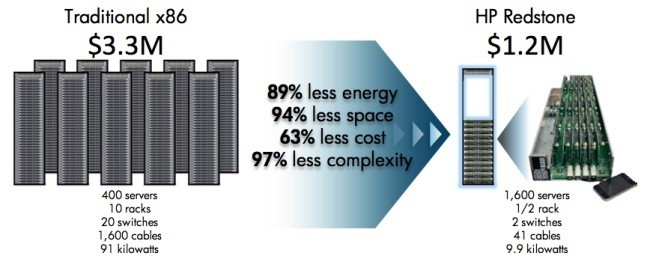 Traditional x86
$3.3M
400 servers
10 racks
20 switches
1,600 cables
91 kilowatts
89% less energy
94% less space
63% less cost
97% less complexity
HP Redstone
$1.2M
1,600 servers
1/2 rack
2 switches
41 cables
9.9 kilowatts